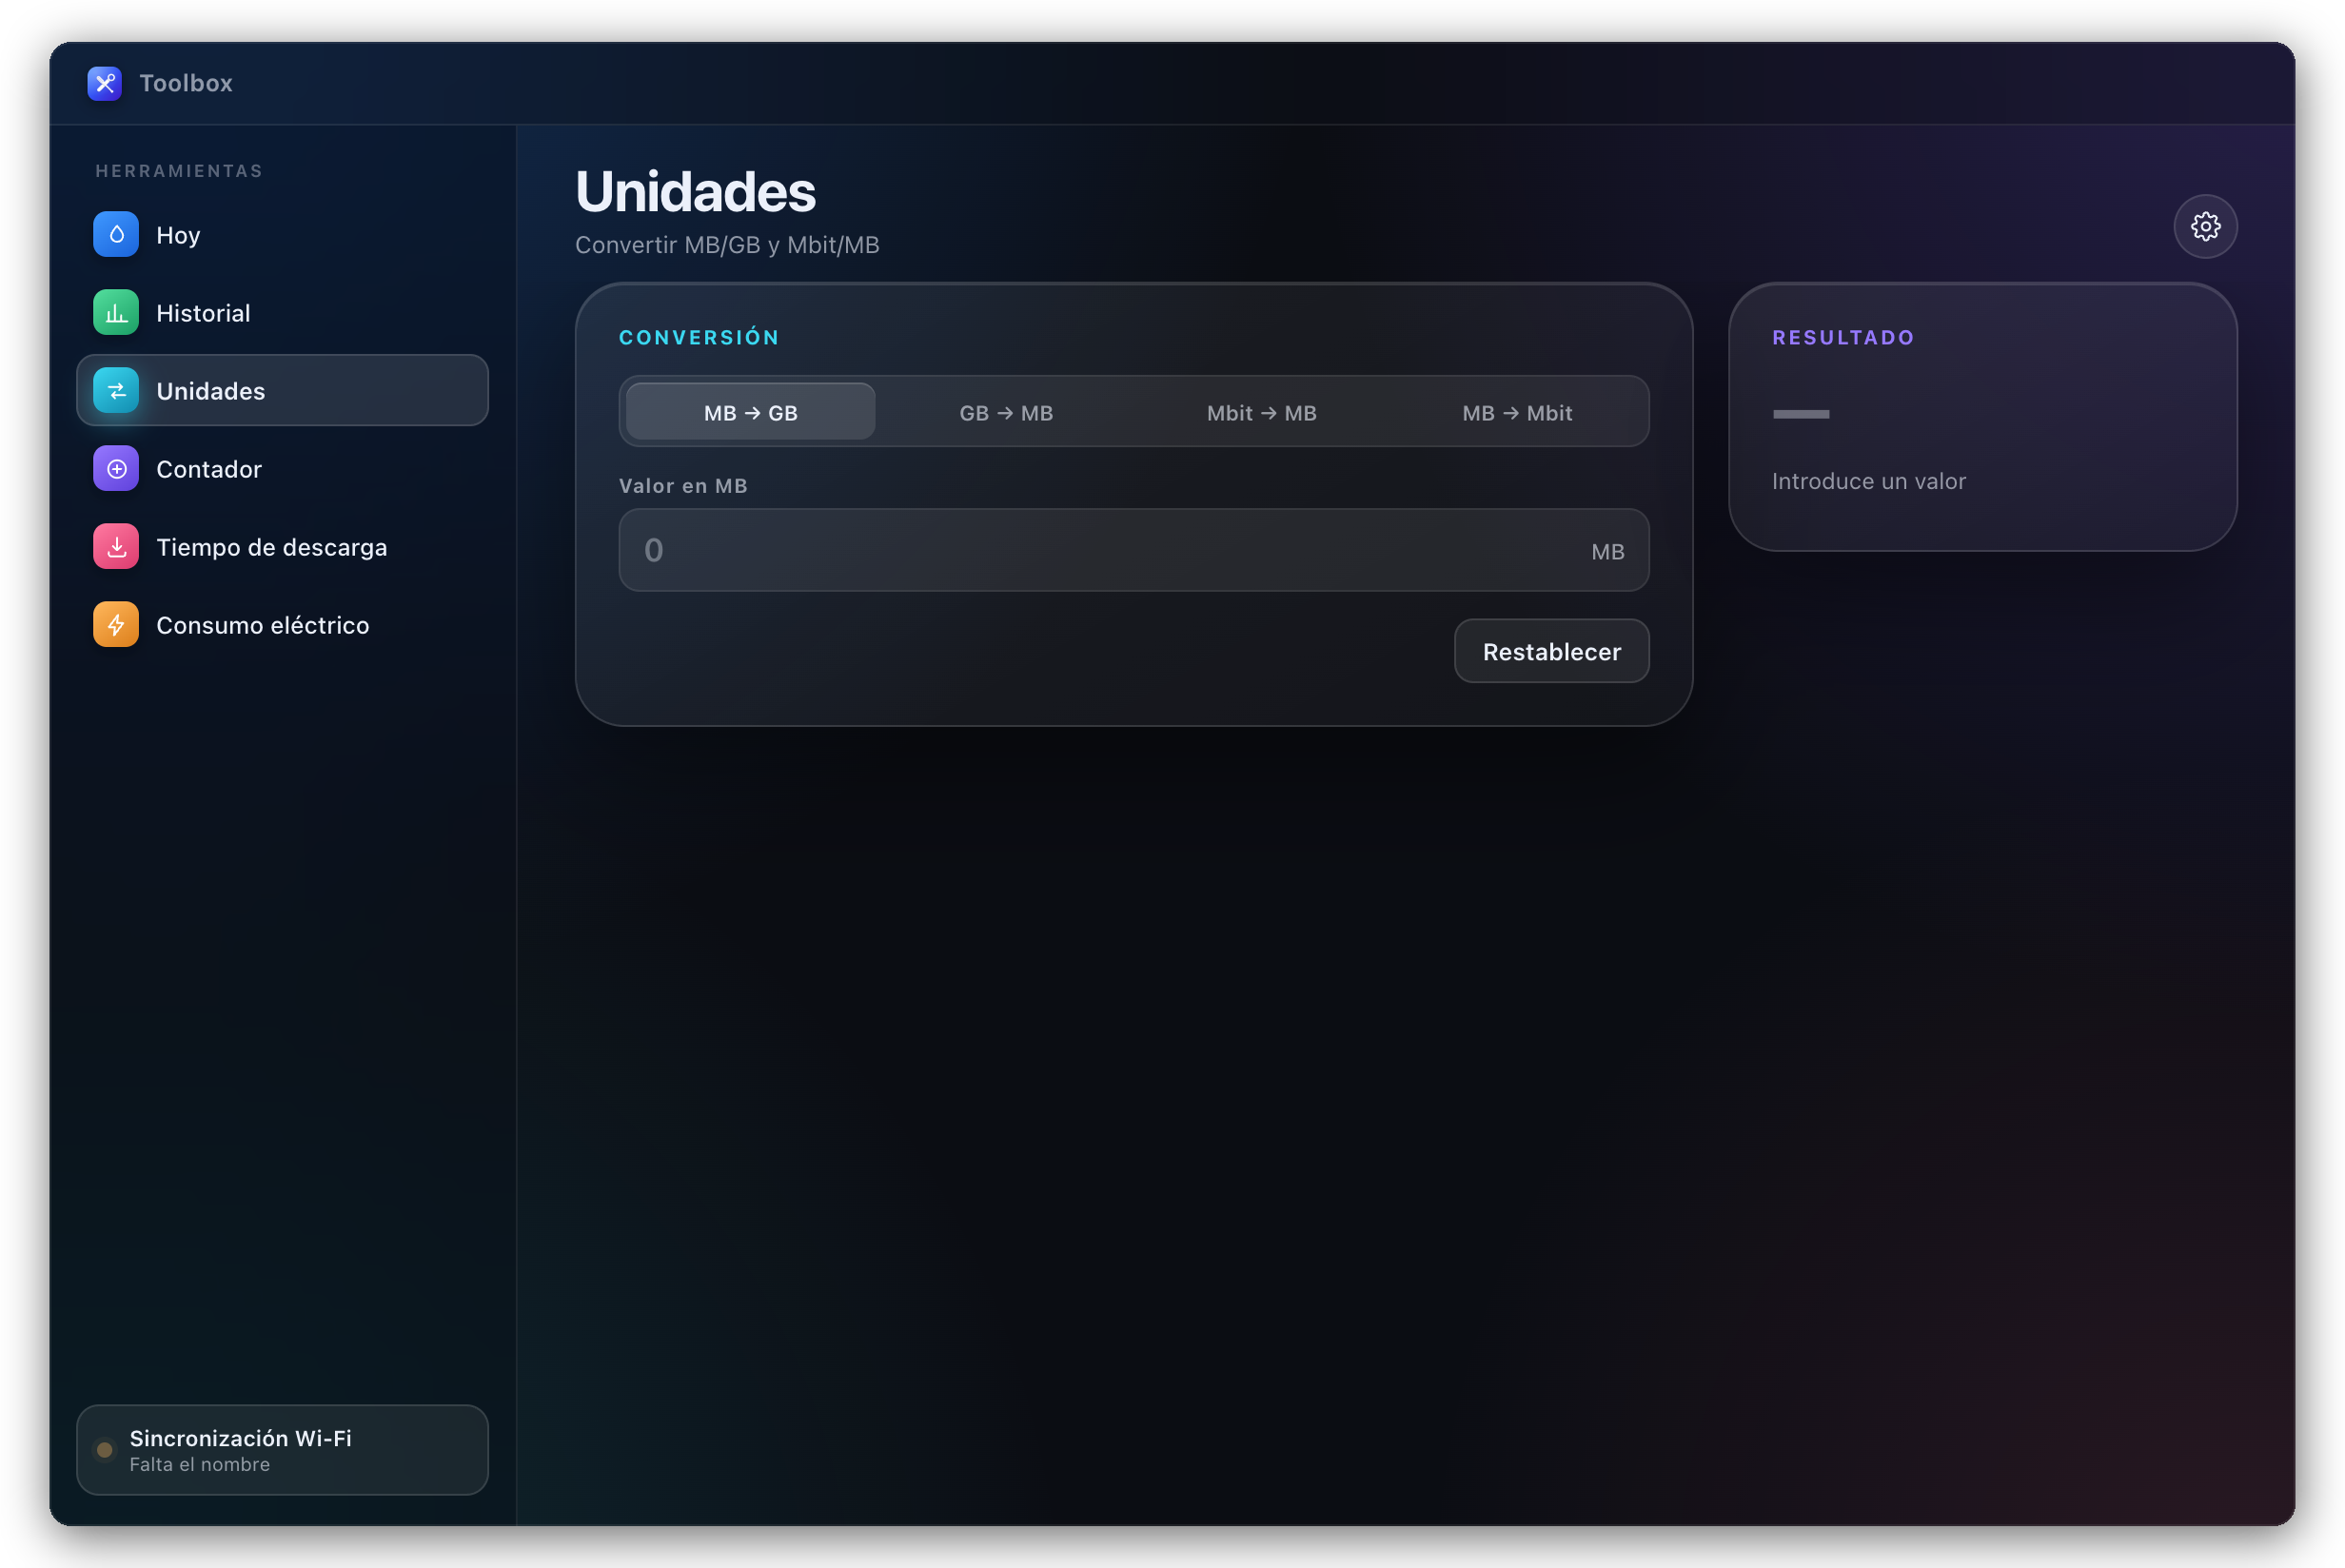 Toolbox
HERRAMIENTAS
Hoy
Historial
Unidades
Contador
Tiempo de descarga
Consumo eléctrico
Sincronización Wi-Fi
Falta el nombre
Unidades
Convertir MB/GB y Mbit/MB
CONVERSIÓN
MB → GB
GB → MB
Mbit → MB
MB → Mbit
Valor en MB
0
MB
Restablecer
RESULTADO
—
Introduce un valor